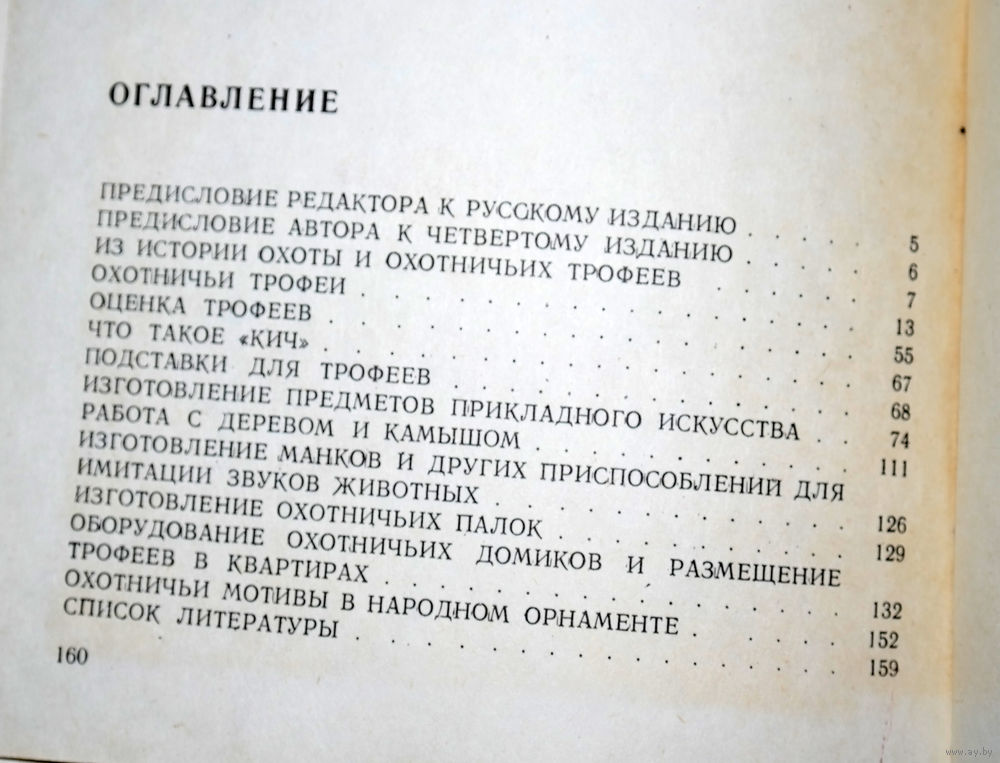 ОГЛАВЛЕНИЕ
ПРЕДИСЛОВИЕ РЕДАКТОРА К РУССКОМУ ИЗДАНИЮ . . . . . 5
ПРЕДИСЛОВИЕ АВТОРА К ЧЕТВЕРТОМУ ИЗДАНИЮ . . . . . 6
ИЗ ИСТОРИИ ОХОТЫ И ОХОТНИЧЬИХ ТРОФЕЕВ . . . . . . 7
ОХОТНИЧЬИ ТРОФЕИ . . . . . . . . . . . . . . . . 13
ОЦЕНКА ТРОФЕЕВ . . . . . . . . . . . . . . . . . 55
ЧТО ТАКОЕ «КИЧ» . . . . . . . . . . . . . . . . 67
ПОДСТАВКИ ДЛЯ ТРОФЕЕВ . . . . . . . . . . . . . 68
ИЗГОТОВЛЕНИЕ ПРЕДМЕТОВ ПРИКЛАДНОГО ИСКУССТВА . . 74
РАБОТА С ДЕРЕВОМ И КАМЫШОМ . . . . . . . . . . 111
ИЗГОТОВЛЕНИЕ МАНКОВ И ДРУГИХ ПРИСПОСОБЛЕНИЙ ДЛЯ
ИМИТАЦИИ ЗВУКОВ ЖИВОТНЫХ . . . . . . . . . . . 126
ИЗГОТОВЛЕНИЕ ОХОТНИЧЬИХ ПАЛОК . . . . . . . . . 129
ОБОРУДОВАНИЕ ОХОТНИЧЬИХ ДОМИКОВ И РАЗМЕЩЕНИЕ
ТРОФЕЕВ В КВАРТИРАХ . . . . . . . . . . . . . . 132
ОХОТНИЧЬИ МОТИВЫ В НАРОДНОМ ОРНАМЕНТЕ . . . . . 152
СПИСОК ЛИТЕРАТУРЫ . . . . . . . . . . . . . . . 159
160
www.ay.by